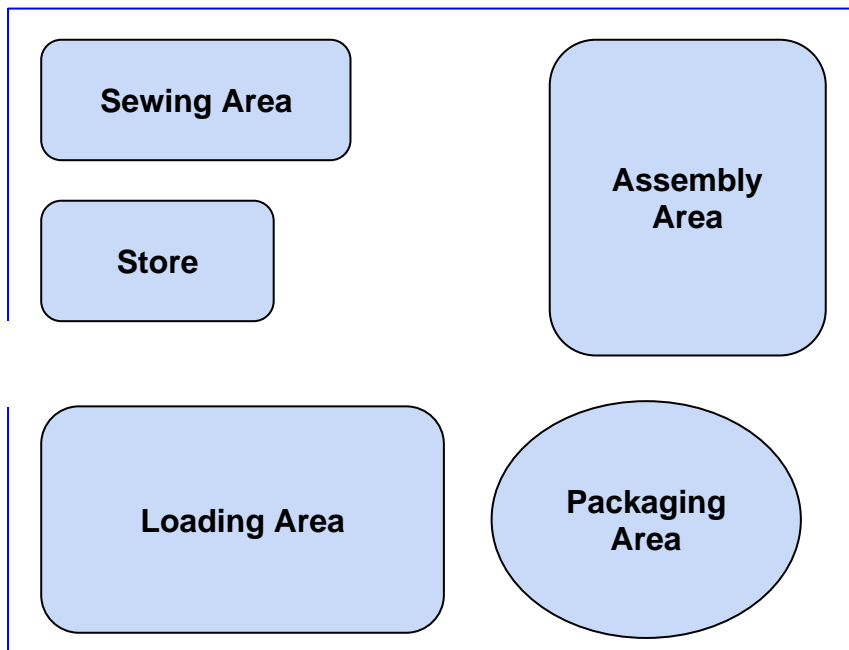 Sewing Area
Assembly
Area
Store
Loading Area
Packaging
Area